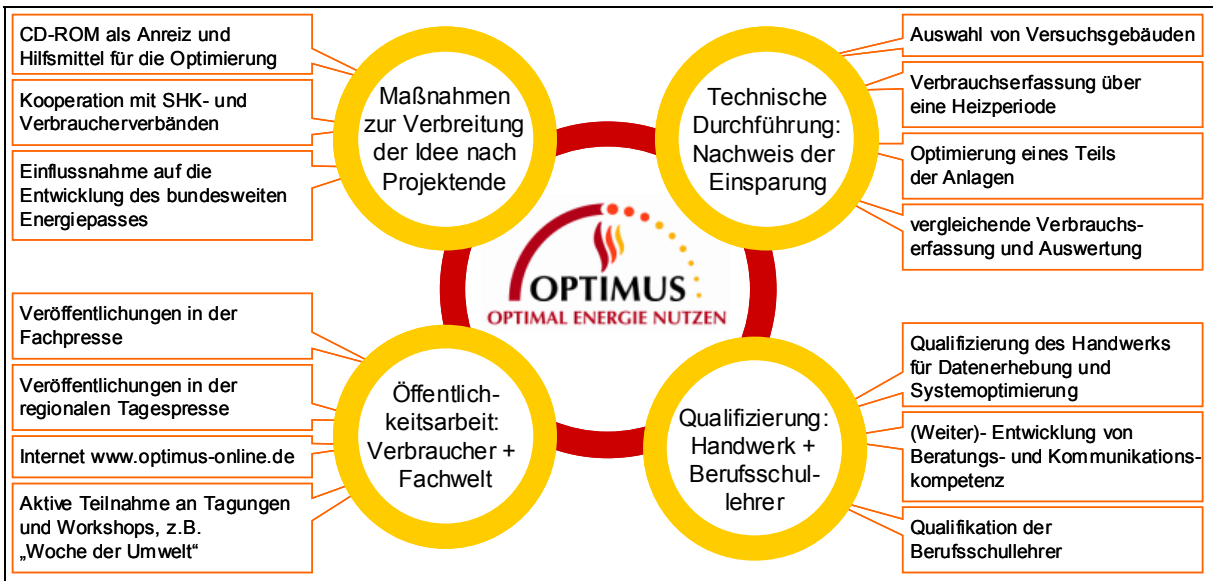 CD-ROM als Anreiz und
Hilfsmittel für die Optimierung
Kooperation mit SHK- und
Verbraucherverbänden
Einflussnahme auf die
Entwicklung des bundesweiten
Energiepasses
Maßnahmen
zur Verbreitung
der Idee nach
Projektende
Technische
Durchführung:
Nachweis der
Einsparung
Auswahl von Versuchsgebäuden
Verbrauchserfassung über
eine Heizperiode
Optimierung eines Teils
der Anlagen
vergleichende Verbrauchs-
erfassung und Auswertung
OPTIMUS
OPTIMAL ENERGIE NUTZEN
Veröffentlichungen in der
Fachpresse
Veröffentlichungen in der
regionalen Tagespresse
Internet www.optimus-online.de
Aktive Teilnahme an Tagungen
und Workshops, z.B.
„Woche der Umwelt“
Öffentlich-
keitsarbeit:
Verbraucher +
Fachwelt
Qualifizierung:
Handwerk +
Berufsschul-
lehrer
Qualifizierung des Handwerks
für Datenerhebung und
Systemoptimierung
(Weiter)- Entwicklung von
Beratungs- und Kommunikations-
kompetenz
Qualifikation der
Berufsschullehrer